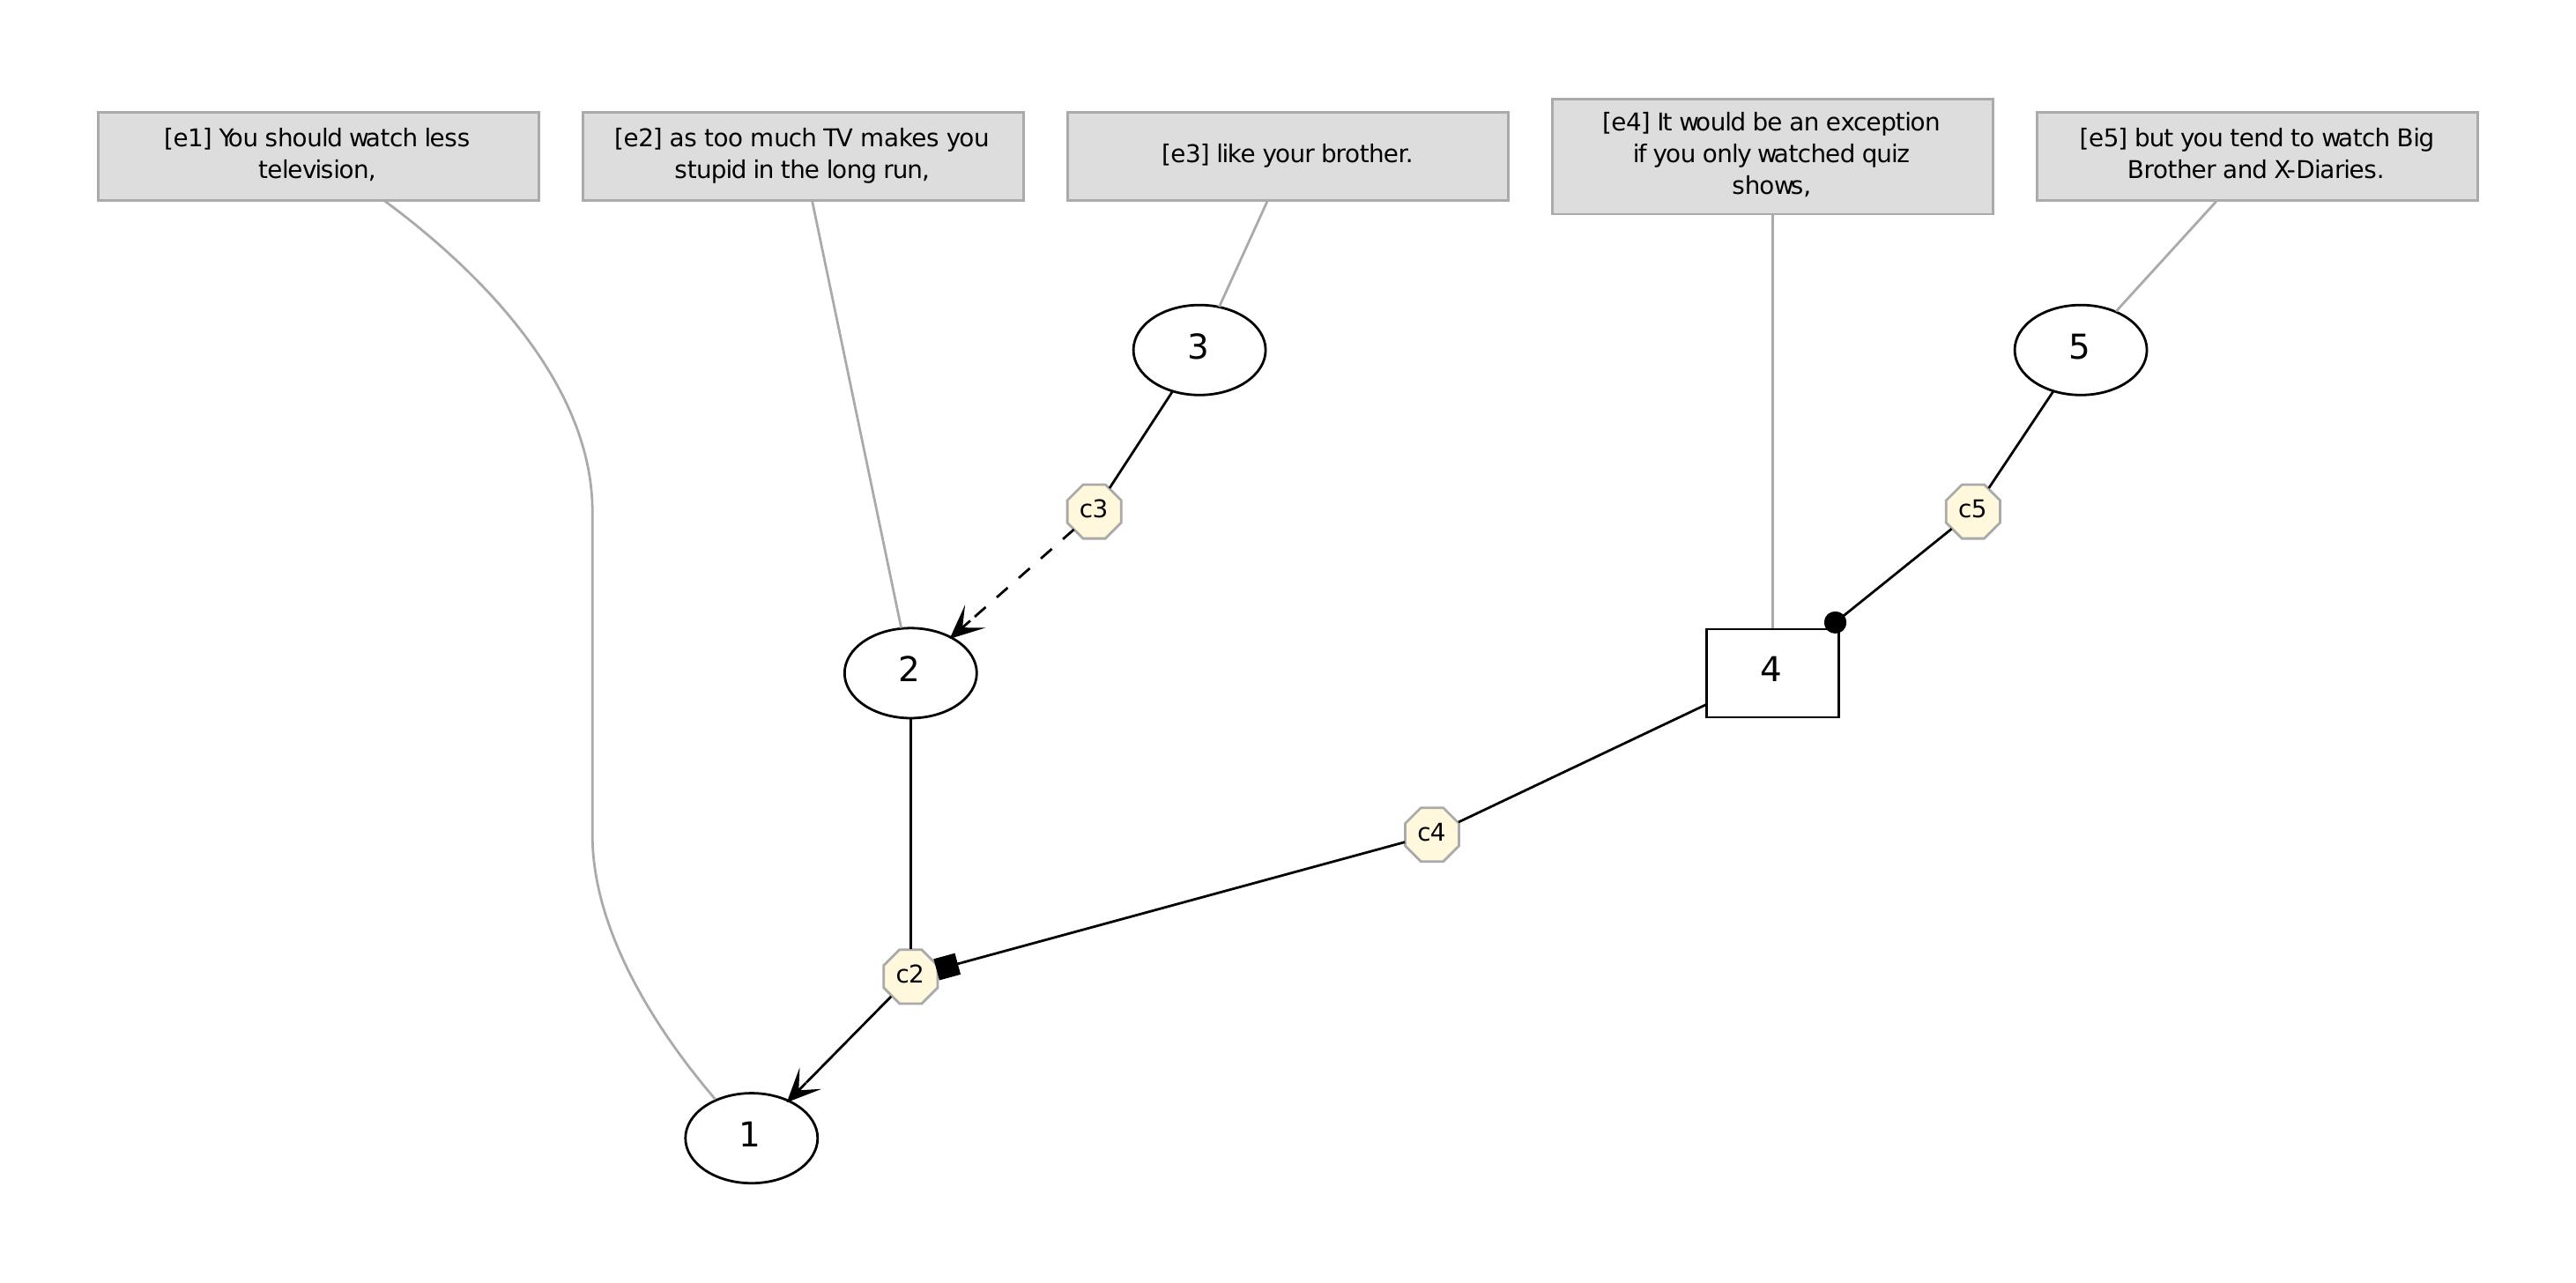 [e1] You should watch less
television,
[e2] as too much TV makes you
stupid in the long run,
[e3] like your brother.
[e4] It would be an exception
if you only watched quiz
shows,
[e5] but you tend to watch Big
Brother and X-Diaries.
3
5
c3
c5
2
4
c4
c2
1